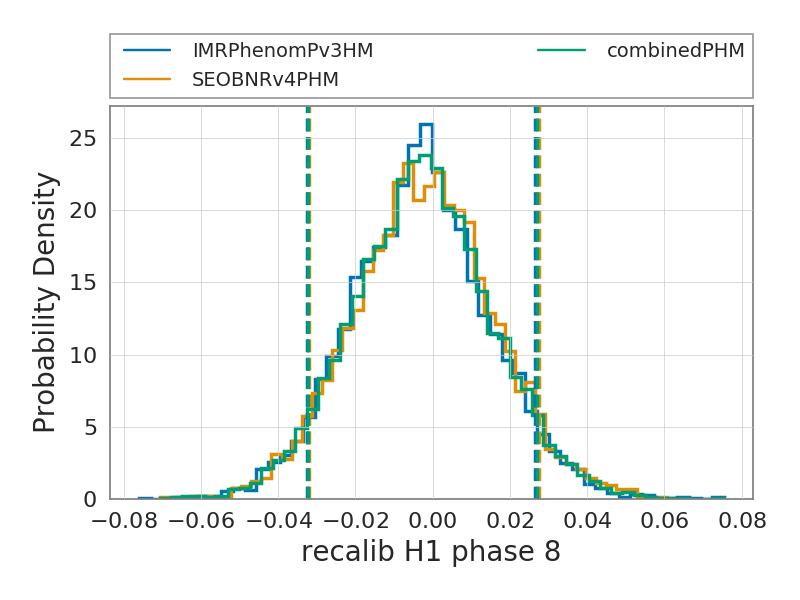 IMRPhenomPv3HM
SEOBNRv4PHM
combinedPHM
Probability Density
25
20
15
10
5
0
−0.08 −0.06 −0.04 −0.02 0.00 0.02 0.04 0.06 0.08
recalib H1 phase 8